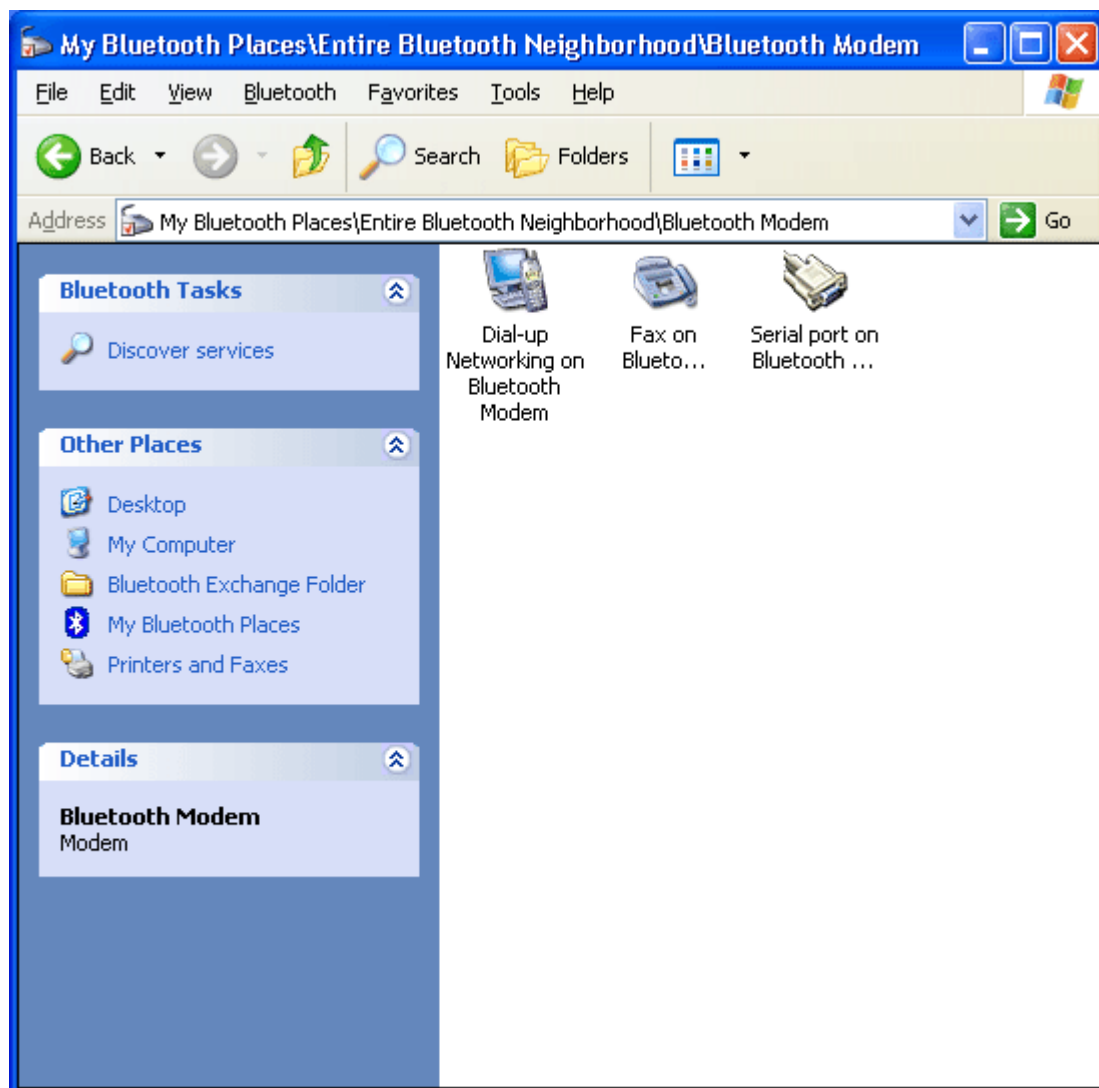 My Bluetooth Places\Entire Bluetooth Neighborhood\Bluetooth Modem
File Edit View Bluetooth Favorites Tools Help
Back Search Folders
Address My Bluetooth Places\Entire Bluetooth Neighborhood\Bluetooth Modem Go
Bluetooth Tasks
Discover services
Other Places
Desktop
My Computer
Bluetooth Exchange Folder
My Bluetooth Places
Printers and Faxes
Details
Bluetooth Modem
Modem
Dial-up
Networking on
Bluetooth
Modem
Fax on
Blueto...
Serial port on
Bluetooth ...